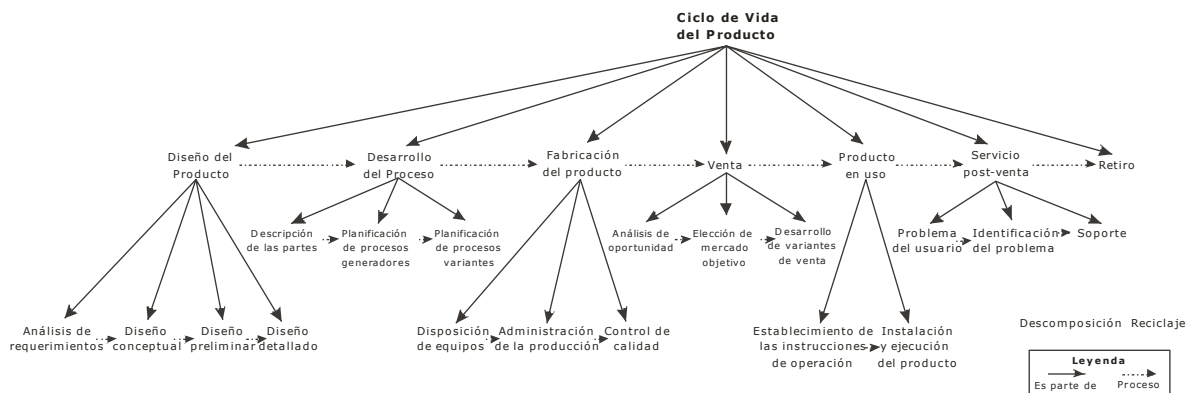 Ciclo de Vida
del Producto
Diseño del
Producto
Desarrollo
del Proceso
Fabricación
del producto
Venta
Producto
en uso
Servicio
post-venta
Retiro
Descripción
de las partes
Planificación
de procesos
generadores
Planificación
de procesos
variantes
Análisis de
oportunidad
Elección de
mercado
objetivo
Desarrollo
de variantes
de venta
Problema
del usuario
Identificación
del problema
Soporte
Análisis de
requerimientos
Diseño
conceptual
Diseño
preliminar
Diseño
detallado
Disposición
de equipos
Administración
de la producción
Control de
calidad
Establecimiento de
las instrucciones
de operación
Instalación
y ejecución
del producto
Descomposición Reciclaje
Leyenda
Es parte de
Proceso